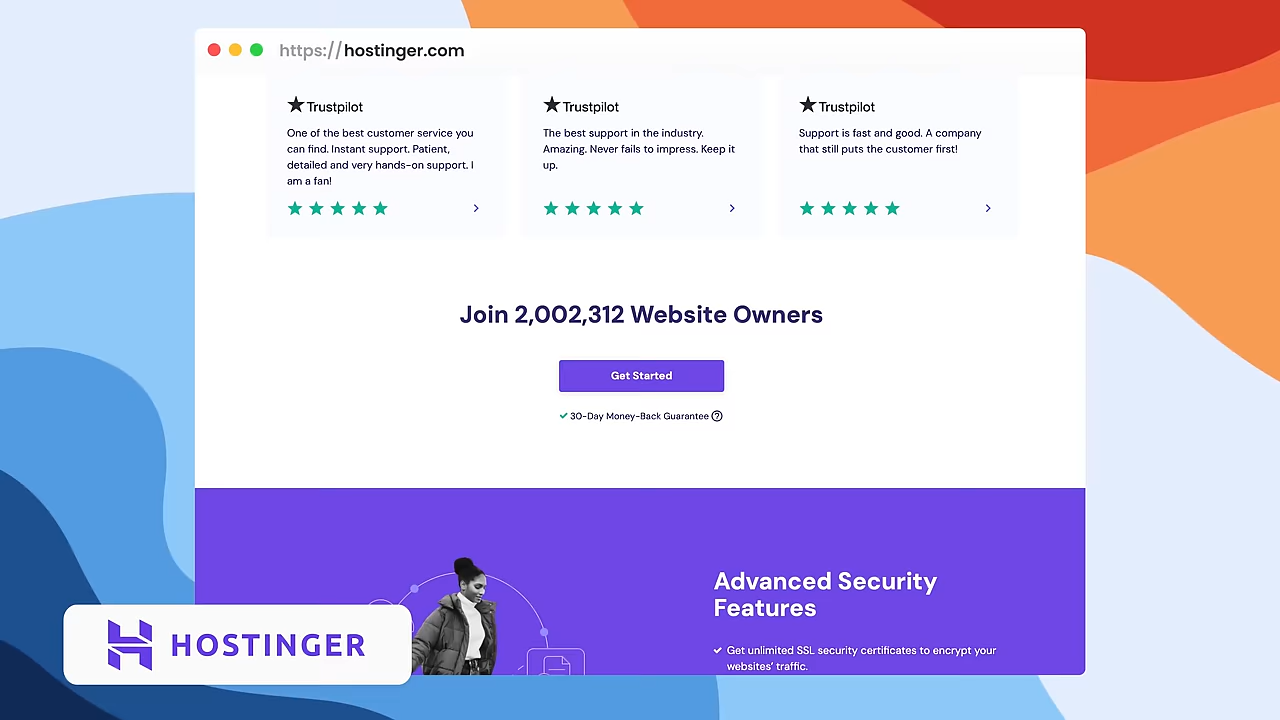 https://hostinger.com
Trustpilot
One of the best customer service you
can find. Instant support. Patient,
detailed and very hands-on support. I
am a fan!
Trustpilot
The best support in the industry.
Amazing. Never fails to impress. Keep it
up.
Trustpilot
Support is fast and good. A company
that still puts the customer first!
Join 2,002,312 Website Owners
Get Started
30-Day Money-Back Guarantee ?
Advanced Security
Features
Get unlimited SSL security certificates to encrypt your
websites' traffic.
HOSTINGER